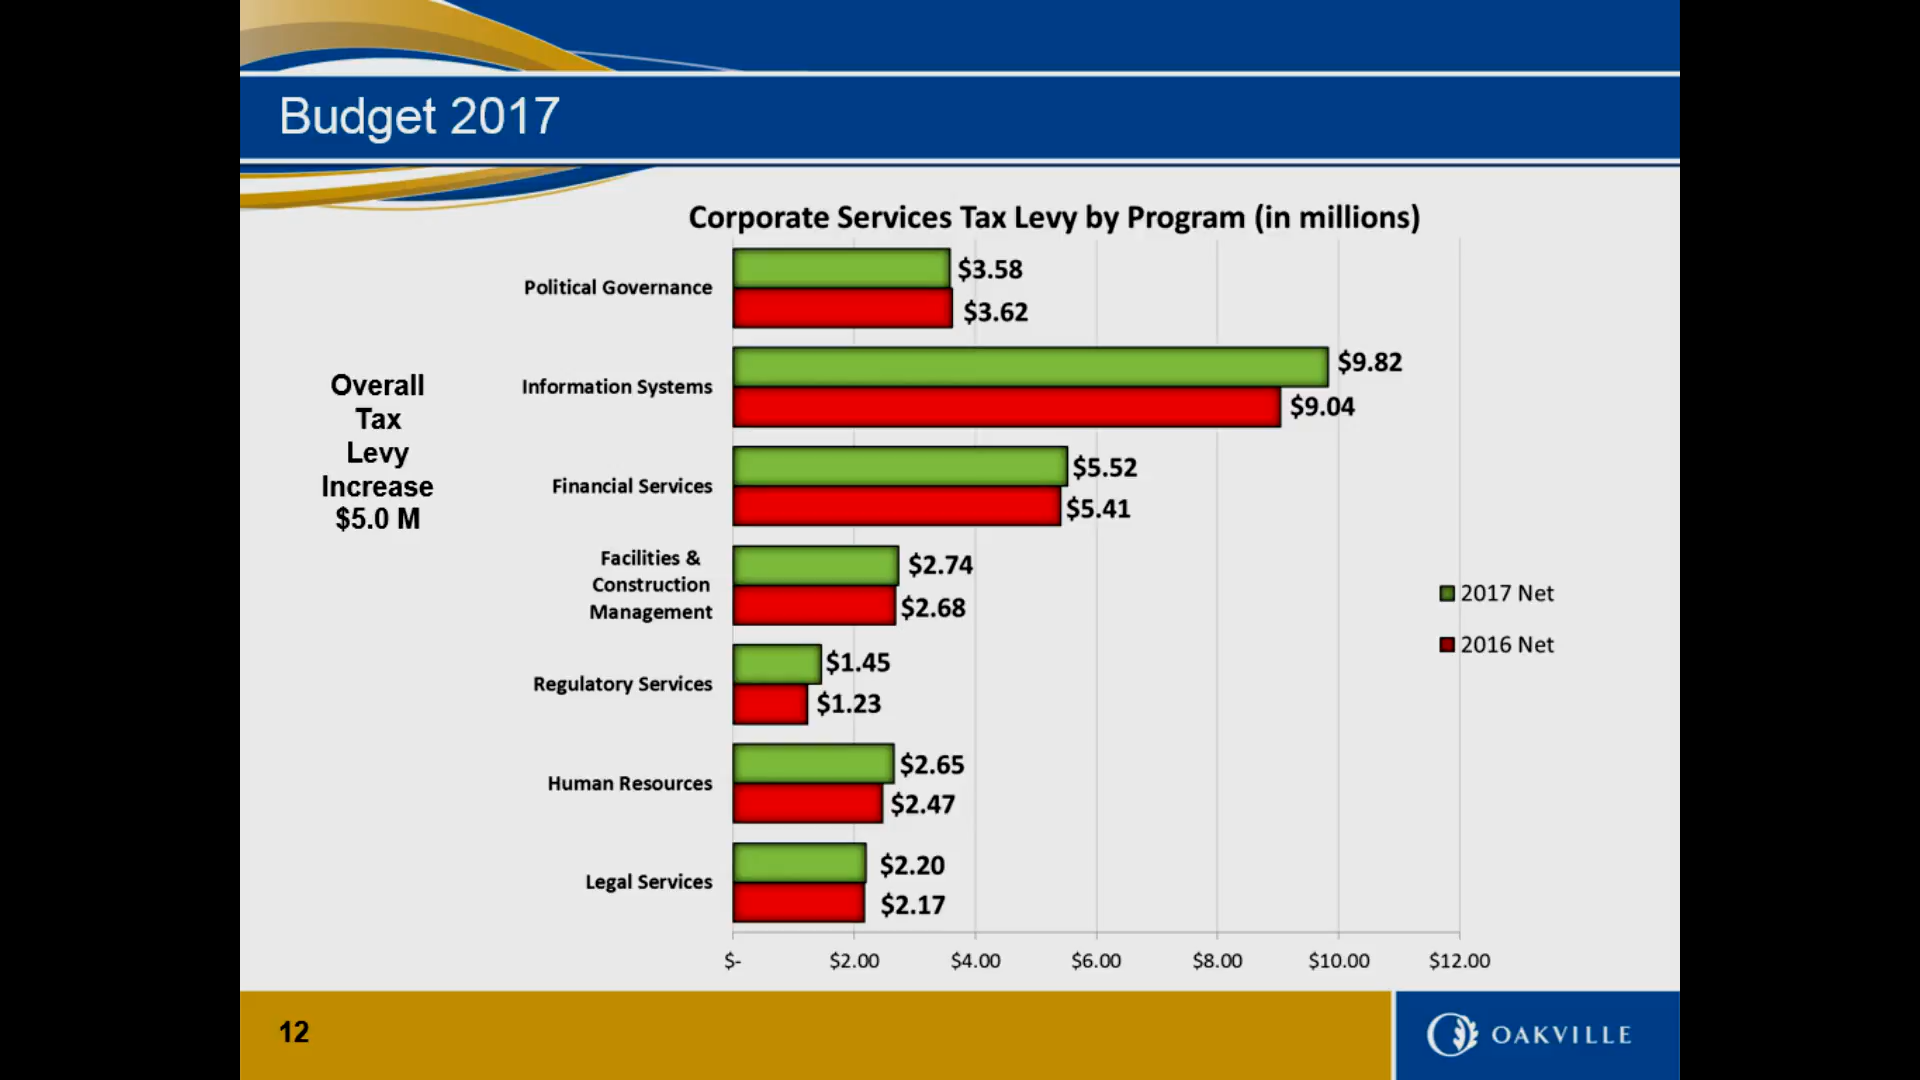 Budget 2017
Corporate Services Tax Levy by Program (in millions)
Overall
Tax
Levy
Increase
$5.0 M
Political Governance
$3.58
$3.62
Information Systems
$9.82
$9.04
Financial Services
$5.52
$5.41
Facilities &
Construction
Management
$2.74
$2.68
Regulatory Services
$1.45
$1.23
Human Resources
$2.65
$2.47
Legal Services
$2.20
$2.17
2017 Net
2016 Net
$- $2.00 $4.00 $6.00 $8.00 $10.00 $12.00
12
OAKVILLE